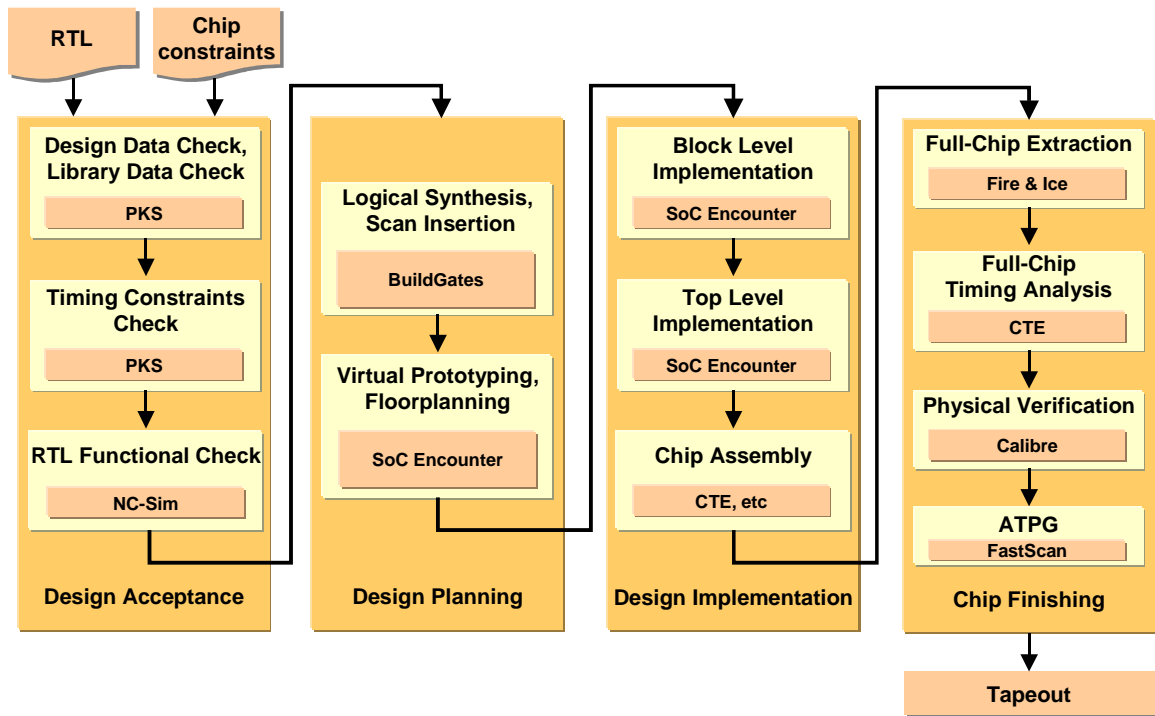 RTL
Chip
constraints
Design Data Check,
Library Data Check
PKS
Timing Constraints
Check
PKS
RTL Functional Check
NC-Sim
Design Acceptance
Logical Synthesis,
Scan Insertion
BuildGates
Virtual Prototyping,
Floorplanning
SoC Encounter
Design Planning
Block Level
Implementation
SoC Encounter
Top Level
Implementation
SoC Encounter
Chip Assembly
CTE, etc
Design Implementation
Full-Chip Extraction
Fire & Ice
Full-Chip
Timing Analysis
CTE
Physical Verification
Calibre
ATPG
FastScan
Chip Finishing
Tapeout